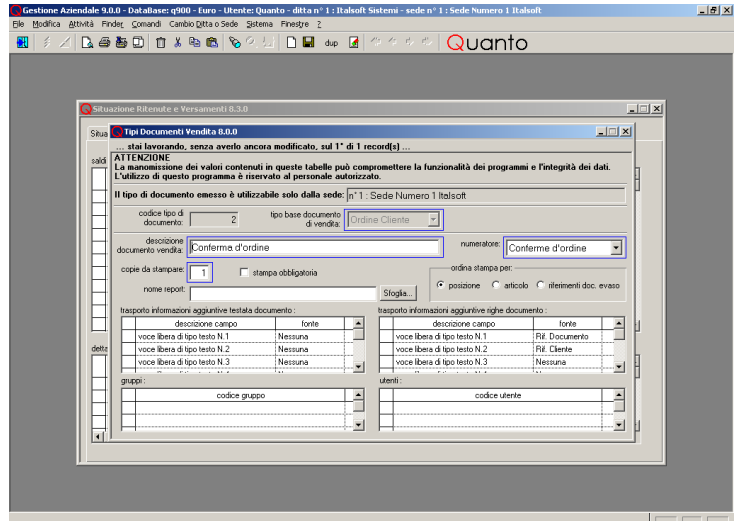 Gestione Aziendale 9.0.0 - DataBase: q900 - Euro - Utente: Quanto - ditta n° 1 : Italsoft Sistemi - sede n° 1 : Sede Numero 1 Italsoft
File Modifica Attività Finder Comandi Cambio Ditta o Sede Sistema Finestre ?
dup Quanto
Situazione Ritenute e Versamenti 8.3.0
Situa
Tipi Documenti Vendita 8.0.0
... stai lavorando, senza averlo ancora modificato, sul 1° di 1 record(s) ...
ATTENZIONE
La manomissione dei valori contenuti in queste tabelle può compromettere la funzionalità dei programmi e l'integrità dei dati.
L'utilizzo di questo programma è riservato al personale autorizzato.
saldi
Il tipo di documento emesso è utilizzabile solo dalla sede: n° 1 : Sede Numero 1 Italsoft
codice tipo di documento: 2 tipo base documento di vendita: Ordine Cliente
descrizione documento vendita: Conferma d'ordine numeratore: Conferme d'ordine
copie da stampare: 1 stampa obbligatoria
ordina stampa per:
posizione articolo riferimenti doc. evaso
nome report: Sfoglia...
trasporto informazioni aggiuntive testata documento : trasporto informazioni aggiuntive righe documento :
descrizione campo fonte descrizione campo fonte
voce libera di tipo testo N.1 Nessuna voce libera di tipo testo N.1 Rif. Documento
voce libera di tipo testo N.2 Nessuna voce libera di tipo testo N.2 Rif. Cliente
voce libera di tipo testo N.3 Nessuna voce libera di tipo testo N.3 Nessuna
detta
gruppi : utenti :
codice gruppo codice utente